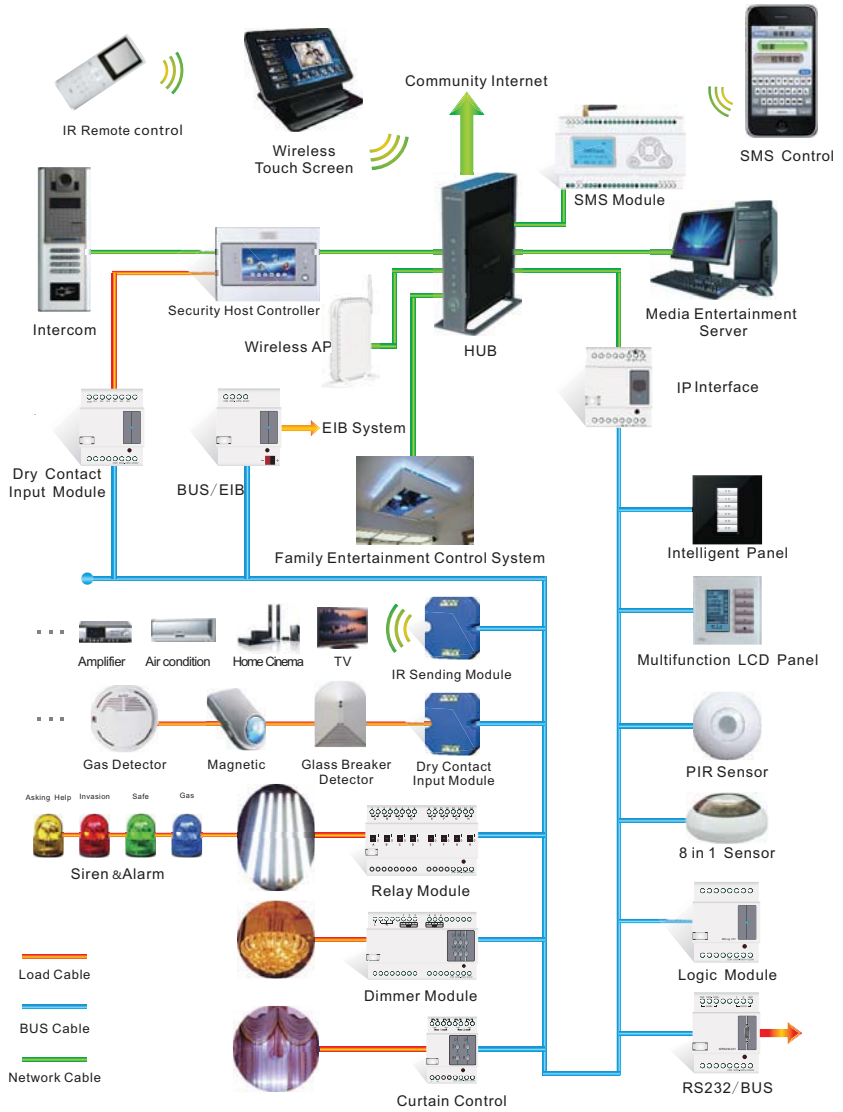 Community Internet
IR Remote control
Wireless
Touch Screen
SMS Control
SMS Module
Intercom
Security Host Controller
Wireless AP
HUB
Media Entertainment
Server
IP Interface
EIB System
Dry Contact
Input Module
BUS/EIB
Family Entertainment Control System
Intelligent Panel
Amplifier
Air condition
Home Cinema
TV
IR Sending Module
Multifunction LCD Panel
Gas Detector
Magnetic
Glass Breaker
Detector
Dry Contact
Input Module
PIR Sensor
Asking Help
Invasion
Safe
Gas
Siren &Alarm
Relay Module
8 in 1 Sensor
Load Cable
Dimmer Module
Logic Module
BUS Cable
Network Cable
Curtain Control
RS232/BUS